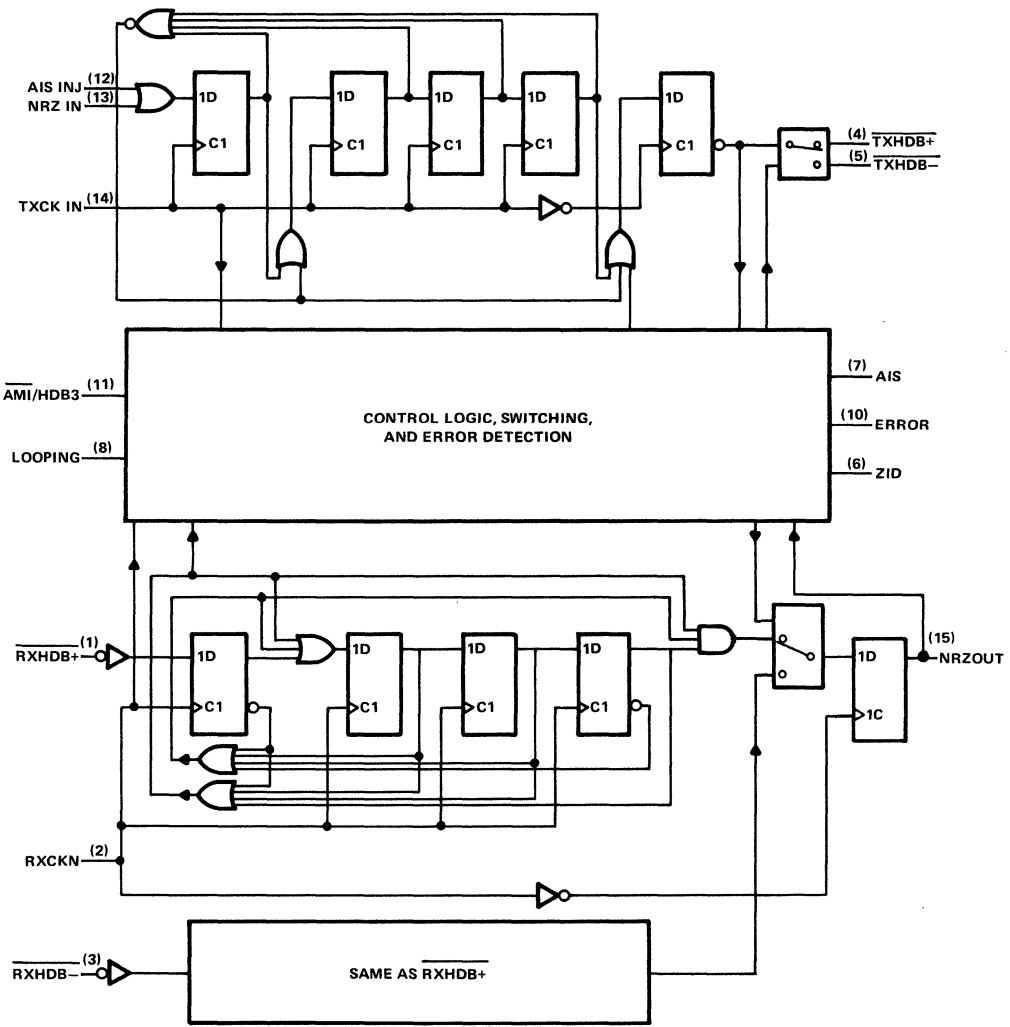 AIS INJ (12)
NRZ IN (13)
1D
C1
1D
C1
1D
C1
1D
C1
1D
C1
(4) TXHDB+
(5) TXHDB−
TXCK IN (14)
AMI/HDB3 (11)
LOOPING (8)
CONTROL LOGIC, SWITCHING,
AND ERROR DETECTION
(7) AIS
(10) ERROR
(6) ZID
RXHDB+ (1)
1D
C1
1D
C1
1D
C1
1D
C1
1D
1C
(15)
NRZOUT
RXCKN (2)
RXHDB− (3)
SAME AS RXHDB+